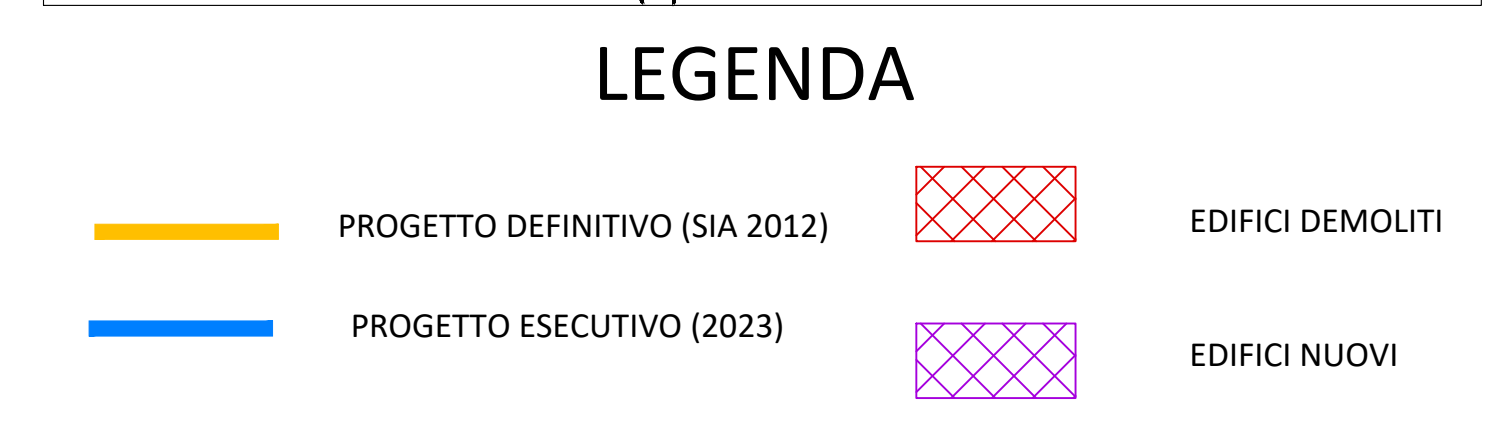 LEGENDA
PROGETTO DEFINITIVO (SIA 2012)
EDIFICI DEMOLITI
PROGETTO ESECUTIVO (2023)
EDIFICI NUOVI